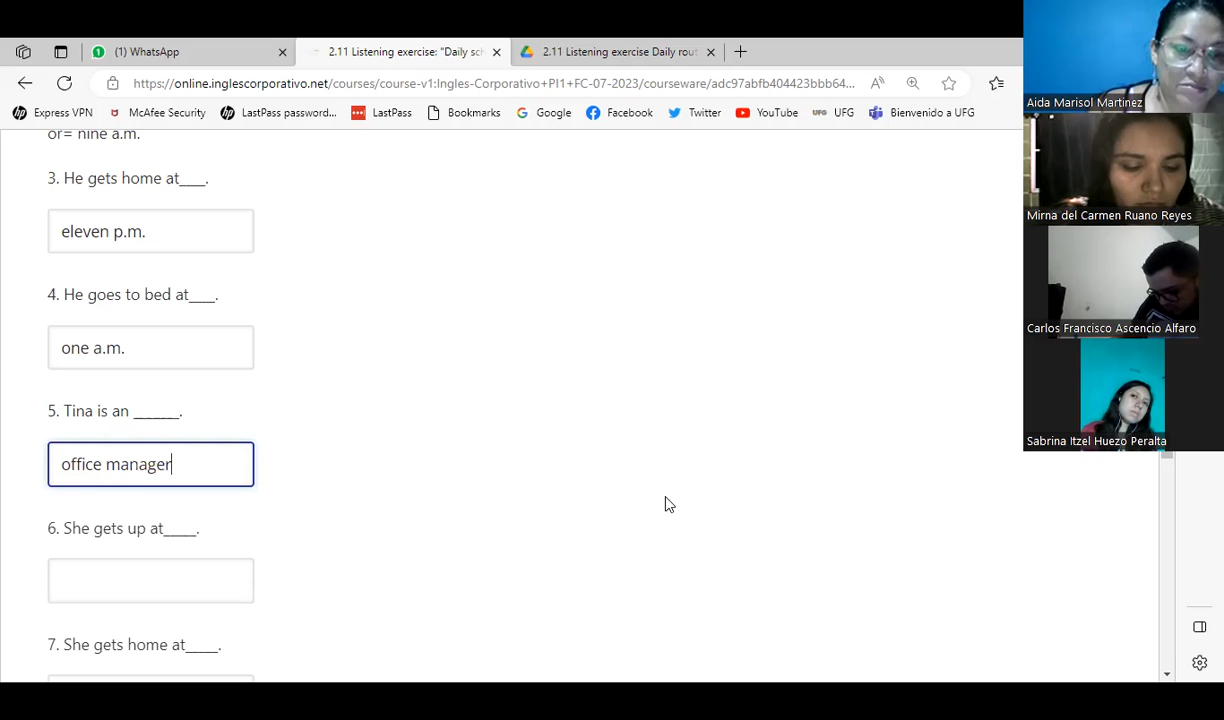 (1) WhatsApp
2.11 Listening exercise: "Daily sch
2.11 Listening exercise Daily rout
https://online.inglescorporativo.net/courses/course-v1:Ingles-Corporativo+PI1+FC-07-2023/courseware/adc97abfb404423bbb64...
Express VPN
McAfee Security
LastPass password...
LastPass
Bookmarks
Google
Facebook
YouTube
Twitter
UFG
Bienvenido a UFG
or= nine a.m.
3. He gets home at____.
eleven p.m.
4. He goes to bed at____.
one a.m.
5. Tina is an _______.
office manager
6. She gets up at_____.
7. She gets home at_____.
Aida Marisol Martinez
Mirna del Carmen Ruano Reyes
Carlos Francisco Ascencio Alfaro
Sabrina Itzel Huezo Peralta